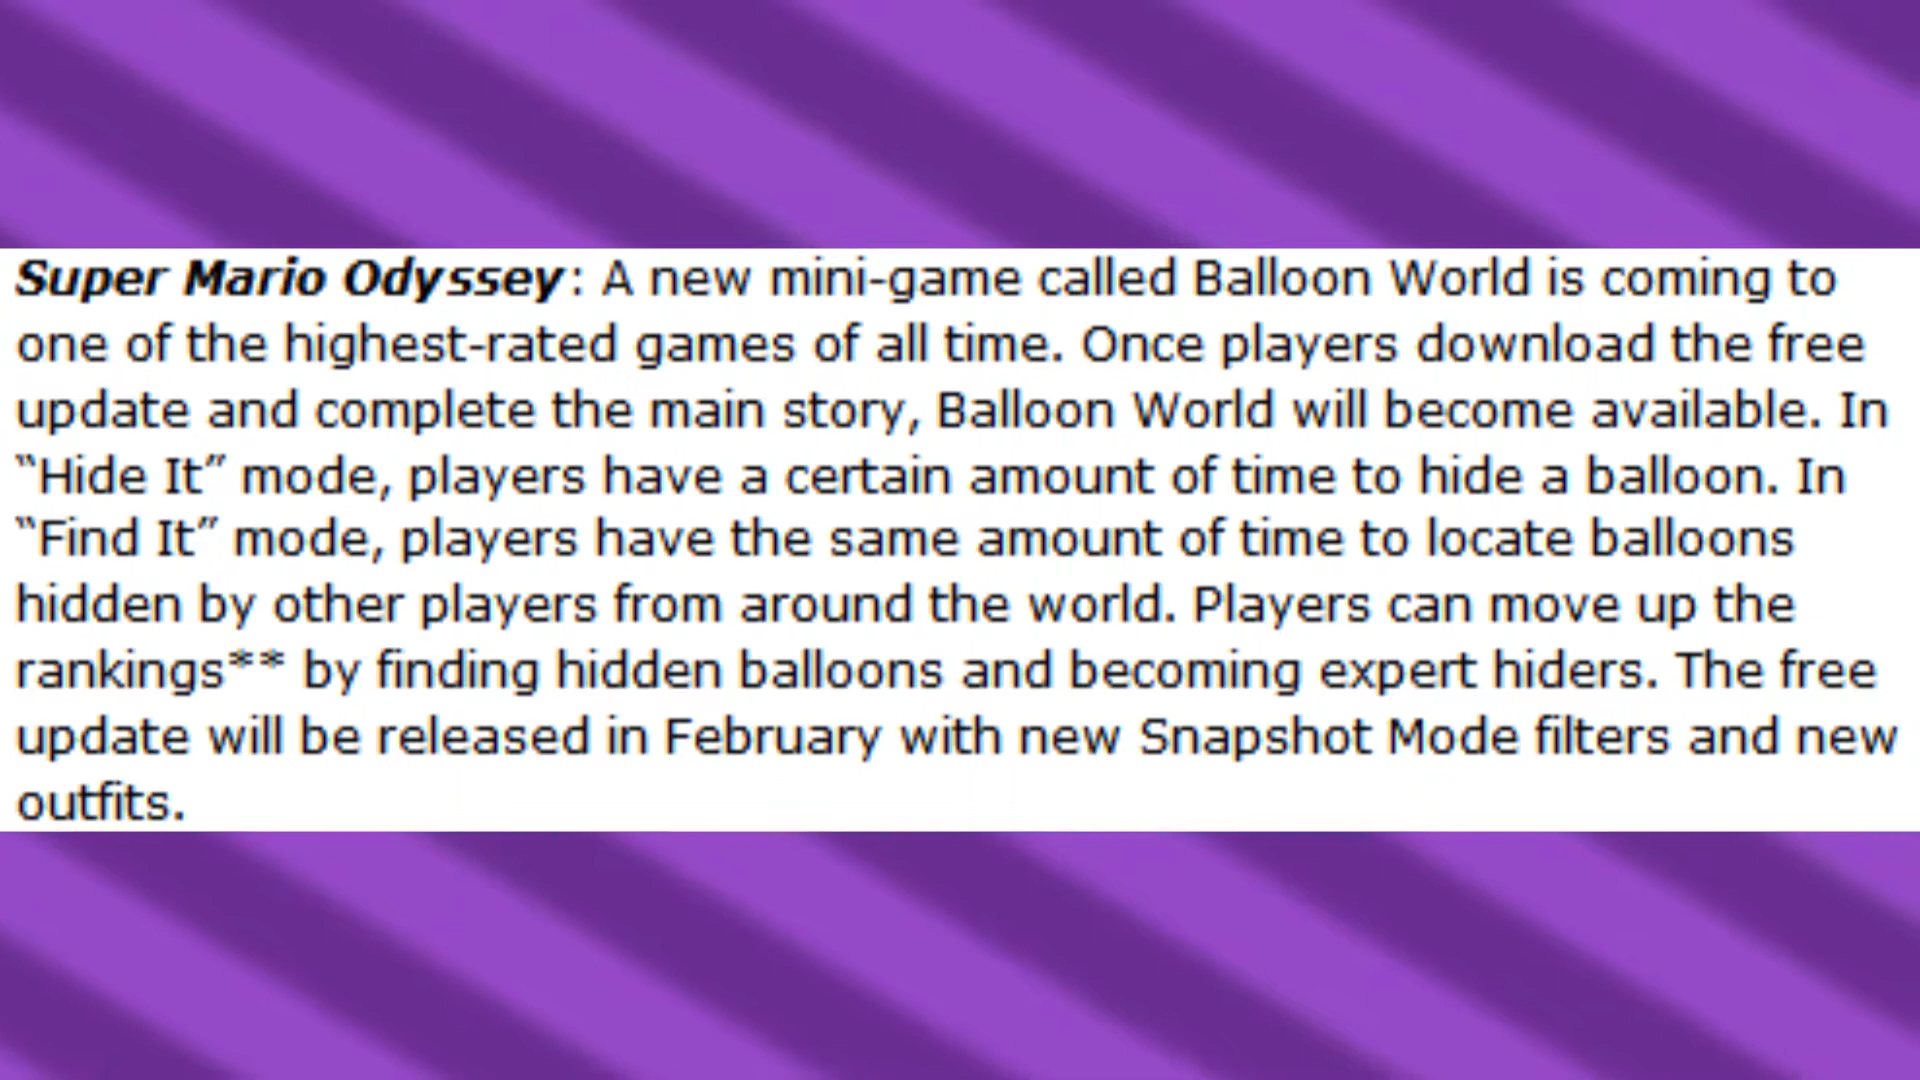 Super Mario Odyssey: A new mini-game called Balloon World is coming to
one of the highest-rated games of all time. Once players download the free
update and complete the main story, Balloon World will become available. In
“Hide It” mode, players have a certain amount of time to hide a balloon. In
“Find It” mode, players have the same amount of time to locate balloons
hidden by other players from around the world. Players can move up the
rankings** by finding hidden balloons and becoming expert hiders. The free
update will be released in February with new Snapshot Mode filters and new
outfits.